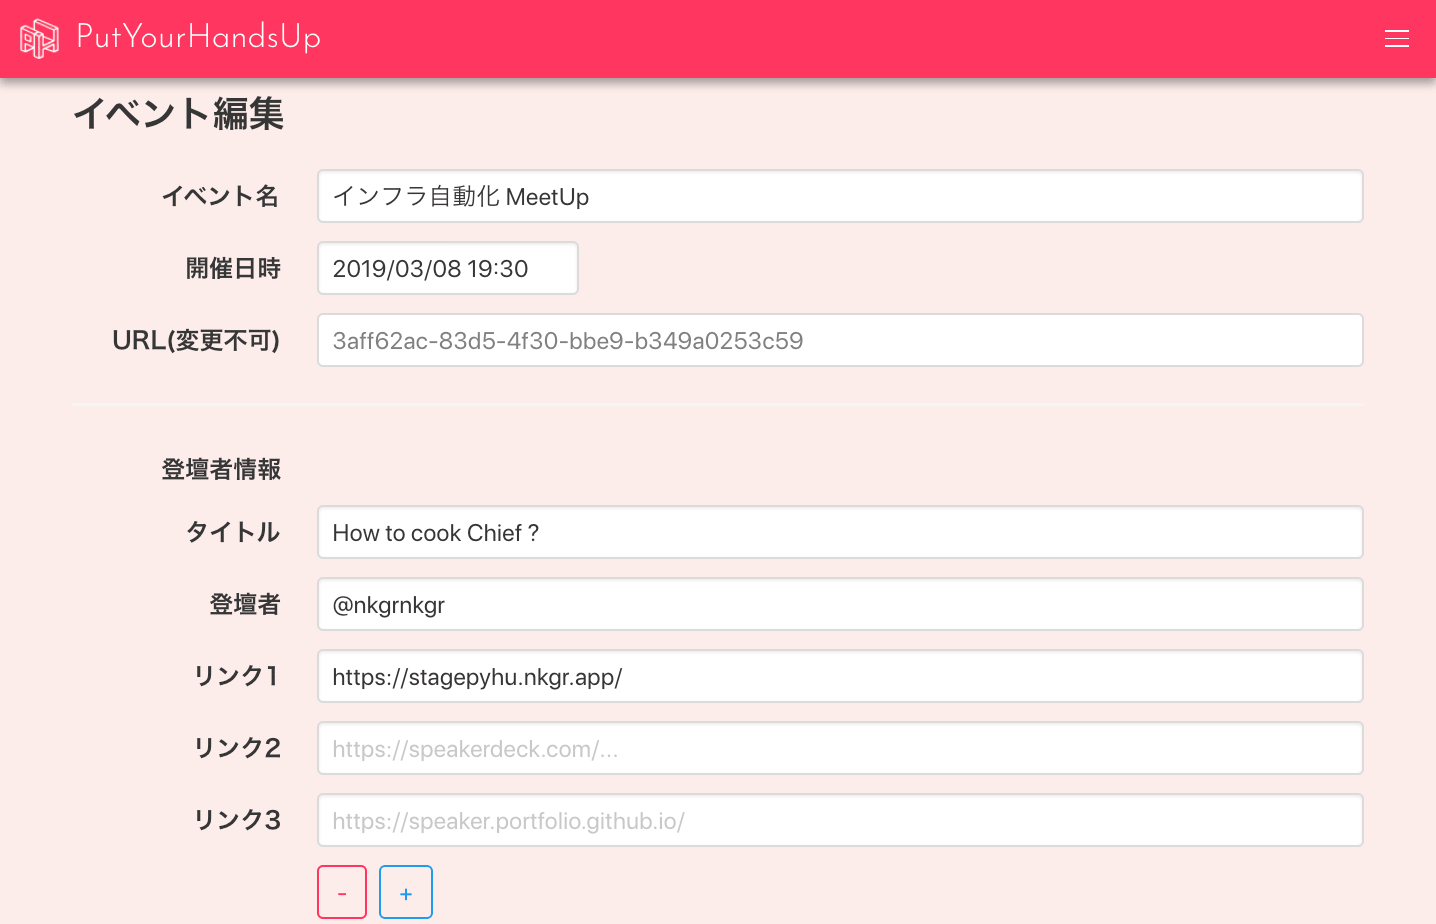 PutYourHandsUp
イベント編集
イベント名
インフラ自動化 MeetUp
開催日時
2019/03/08 19:30
URL(変更不可)
3aff62ac-83d5-4f30-bbe9-b349a0253c59
登壇者情報
タイトル
How to cook Chief ?
登壇者
@nkgrnkgr
リンク1
https://stagepyhu.nkgr.app/
リンク2
https://speakerdeck.com/...
リンク3
https://speaker.portfolio.github.io/
- +